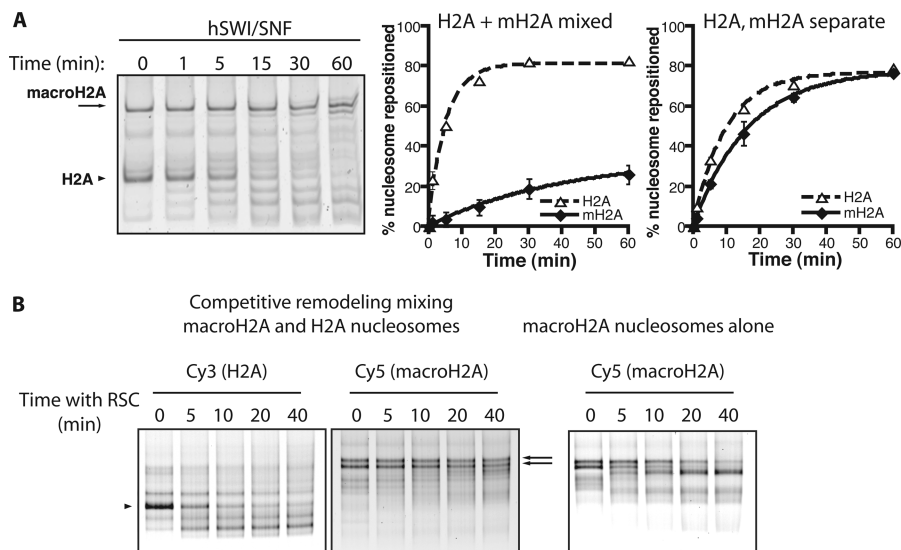 A
hSWI/SNF
Time (min): 0 1 5 15 30 60
macroH2A
H2A
H2A + mH2A mixed
% nucleosome repositioned
100
80
60
40
20
0
0 10 20 30 40 50 60
Time (min)
H2A
mH2A
H2A, mH2A separate
% nucleosome repositioned
100
80
60
40
20
0
0 10 20 30 40 50 60
Time (min)
H2A
mH2A
B
Competitive remodeling mixing
macroH2A and H2A nucleosomes
macroH2A nucleosomes alone
Cy3 (H2A)
Cy5 (macroH2A)
Cy5 (macroH2A)
Time with RSC
(min)
0 5 10 20 40
0 5 10 20 40
0 5 10 20 40